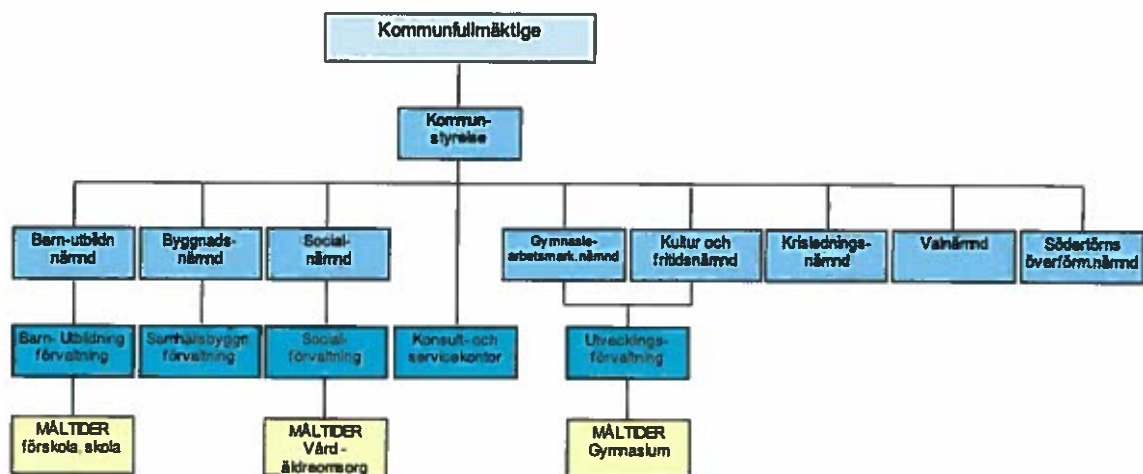 Kommunfullmäktige
Kommun-
styrelse
Barn-utbildn
nämnd
Byggnads-
nämnd
Social-
nämnd
Gymnasie-
arbetsmark.nämnd
Kultur och
fritidsnämnd
Krislednings-
nämnd
Valnämnd
Södertörns
överförm.nämnd
Barn- Utbildning
förvaltning
Samhällsbyggn.
förvaltning
Social-
förvaltning
Konsult- och
servicekontor
Utvecklings-
förvaltning
MÅLTIDER
förskola, skola
MÅLTIDER
Vård -
äldreomsorg
MÅLTIDER
Gymnasium